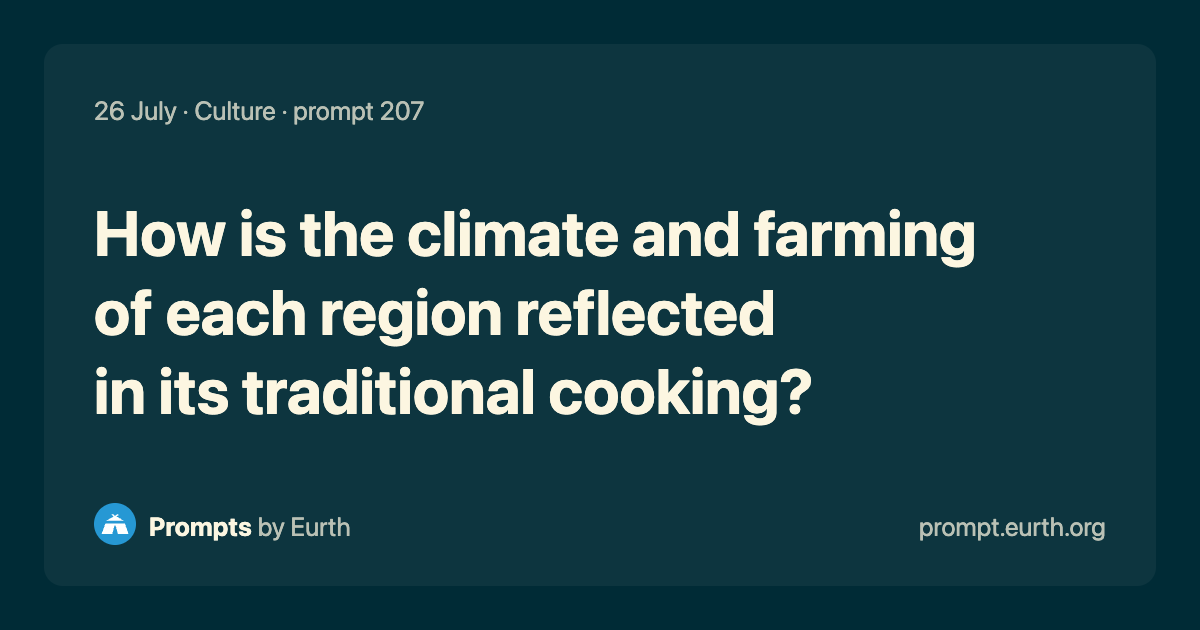 26 July · Culture · prompt 207
How is the climate and farming
of each region reflected
in its traditional cooking?
Prompts by Eurth
prompt.eurth.org